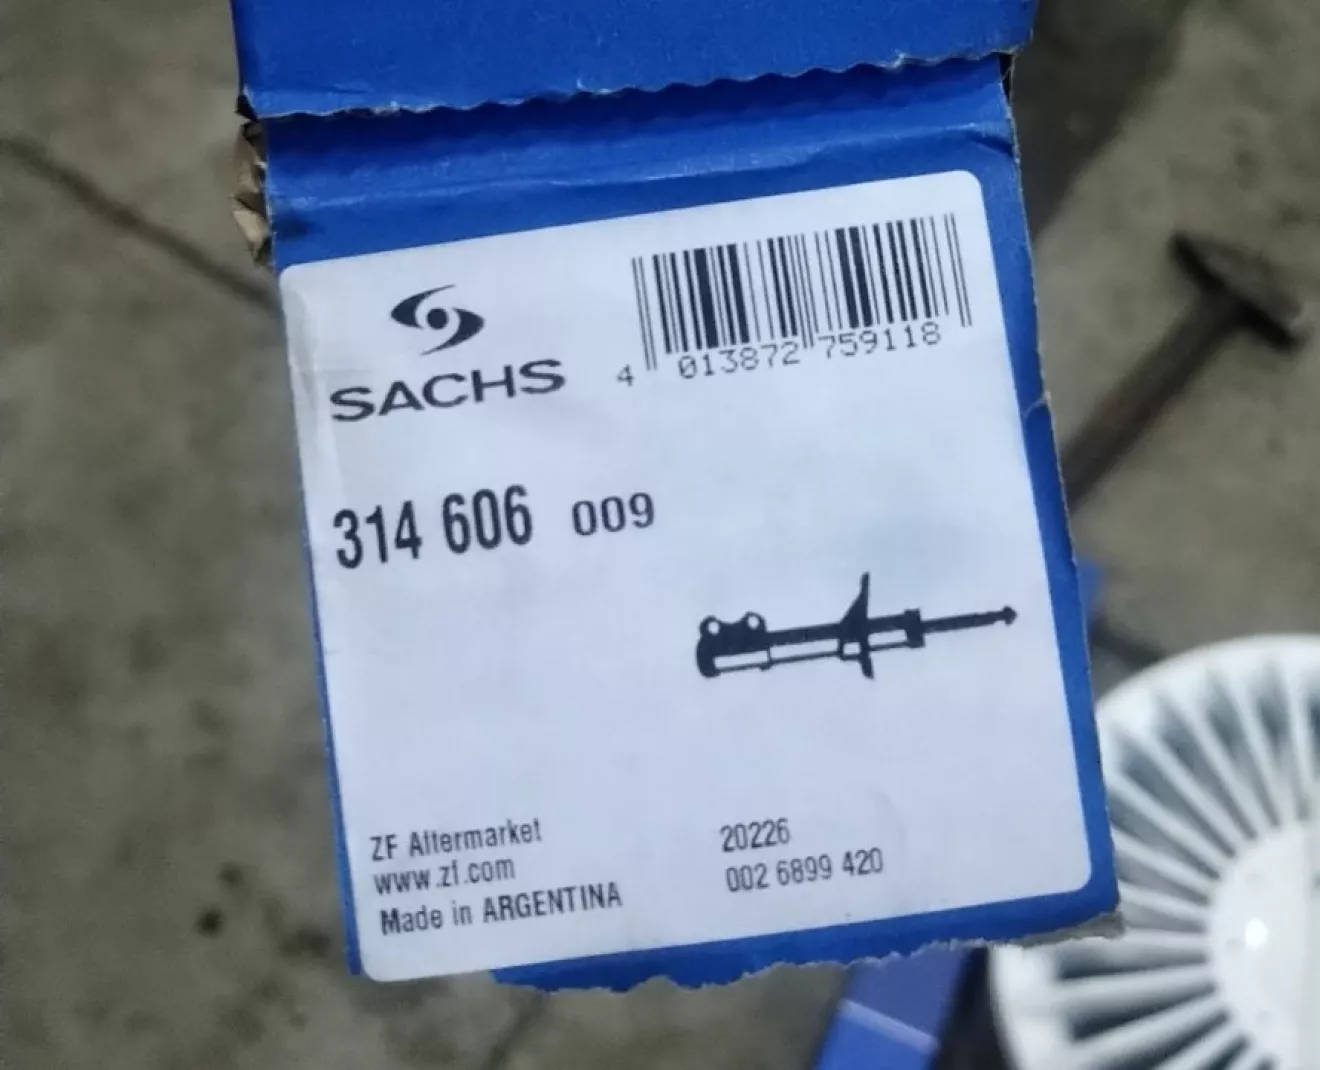 SACHS
4 013872 759118
314 606 009
ZF Aftermarket
www.zf.com
Made in ARGENTINA
20226
002 6899 420